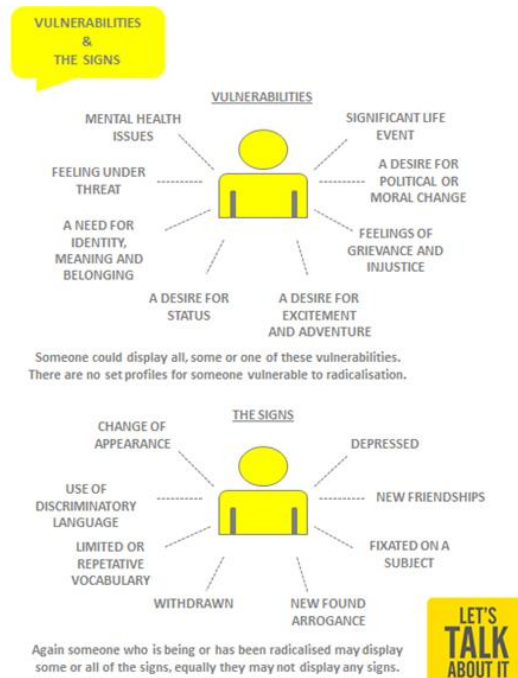 VULNERABILITIES
&
THE SIGNS
VULNERABILITIES
MENTAL HEALTH
ISSUES
SIGNIFICANT LIFE
EVENT
FEELING UNDER
THREAT
A DESIRE FOR
POLITICAL OR
MORAL CHANGE
A NEED FOR
IDENTITY,
MEANING AND
BELONGING
FEELINGS OF
GRIEVANCE AND
INJUSTICE
A DESIRE FOR
STATUS
A DESIRE FOR
EXCITEMENT
AND ADVENTURE
Someone could display all, some or one of these vulnerabilities.
There are no set profiles for someone vulnerable to radicalisation.
THE SIGNS
CHANGE OF
APPEARANCE
DEPRESSED
USE OF
DISCRIMINATORY
LANGUAGE
NEW FRIENDSHIPS
LIMITED OR
REPETATIVE
VOCABULARY
FIXATED ON A
SUBJECT
WITHDRAWN
NEW FOUND
ARROGANCE
Again someone who is being or has been radicalised may display
some or all of the signs, equally they may not display any signs.
LET'S
TALK
ABOUT IT